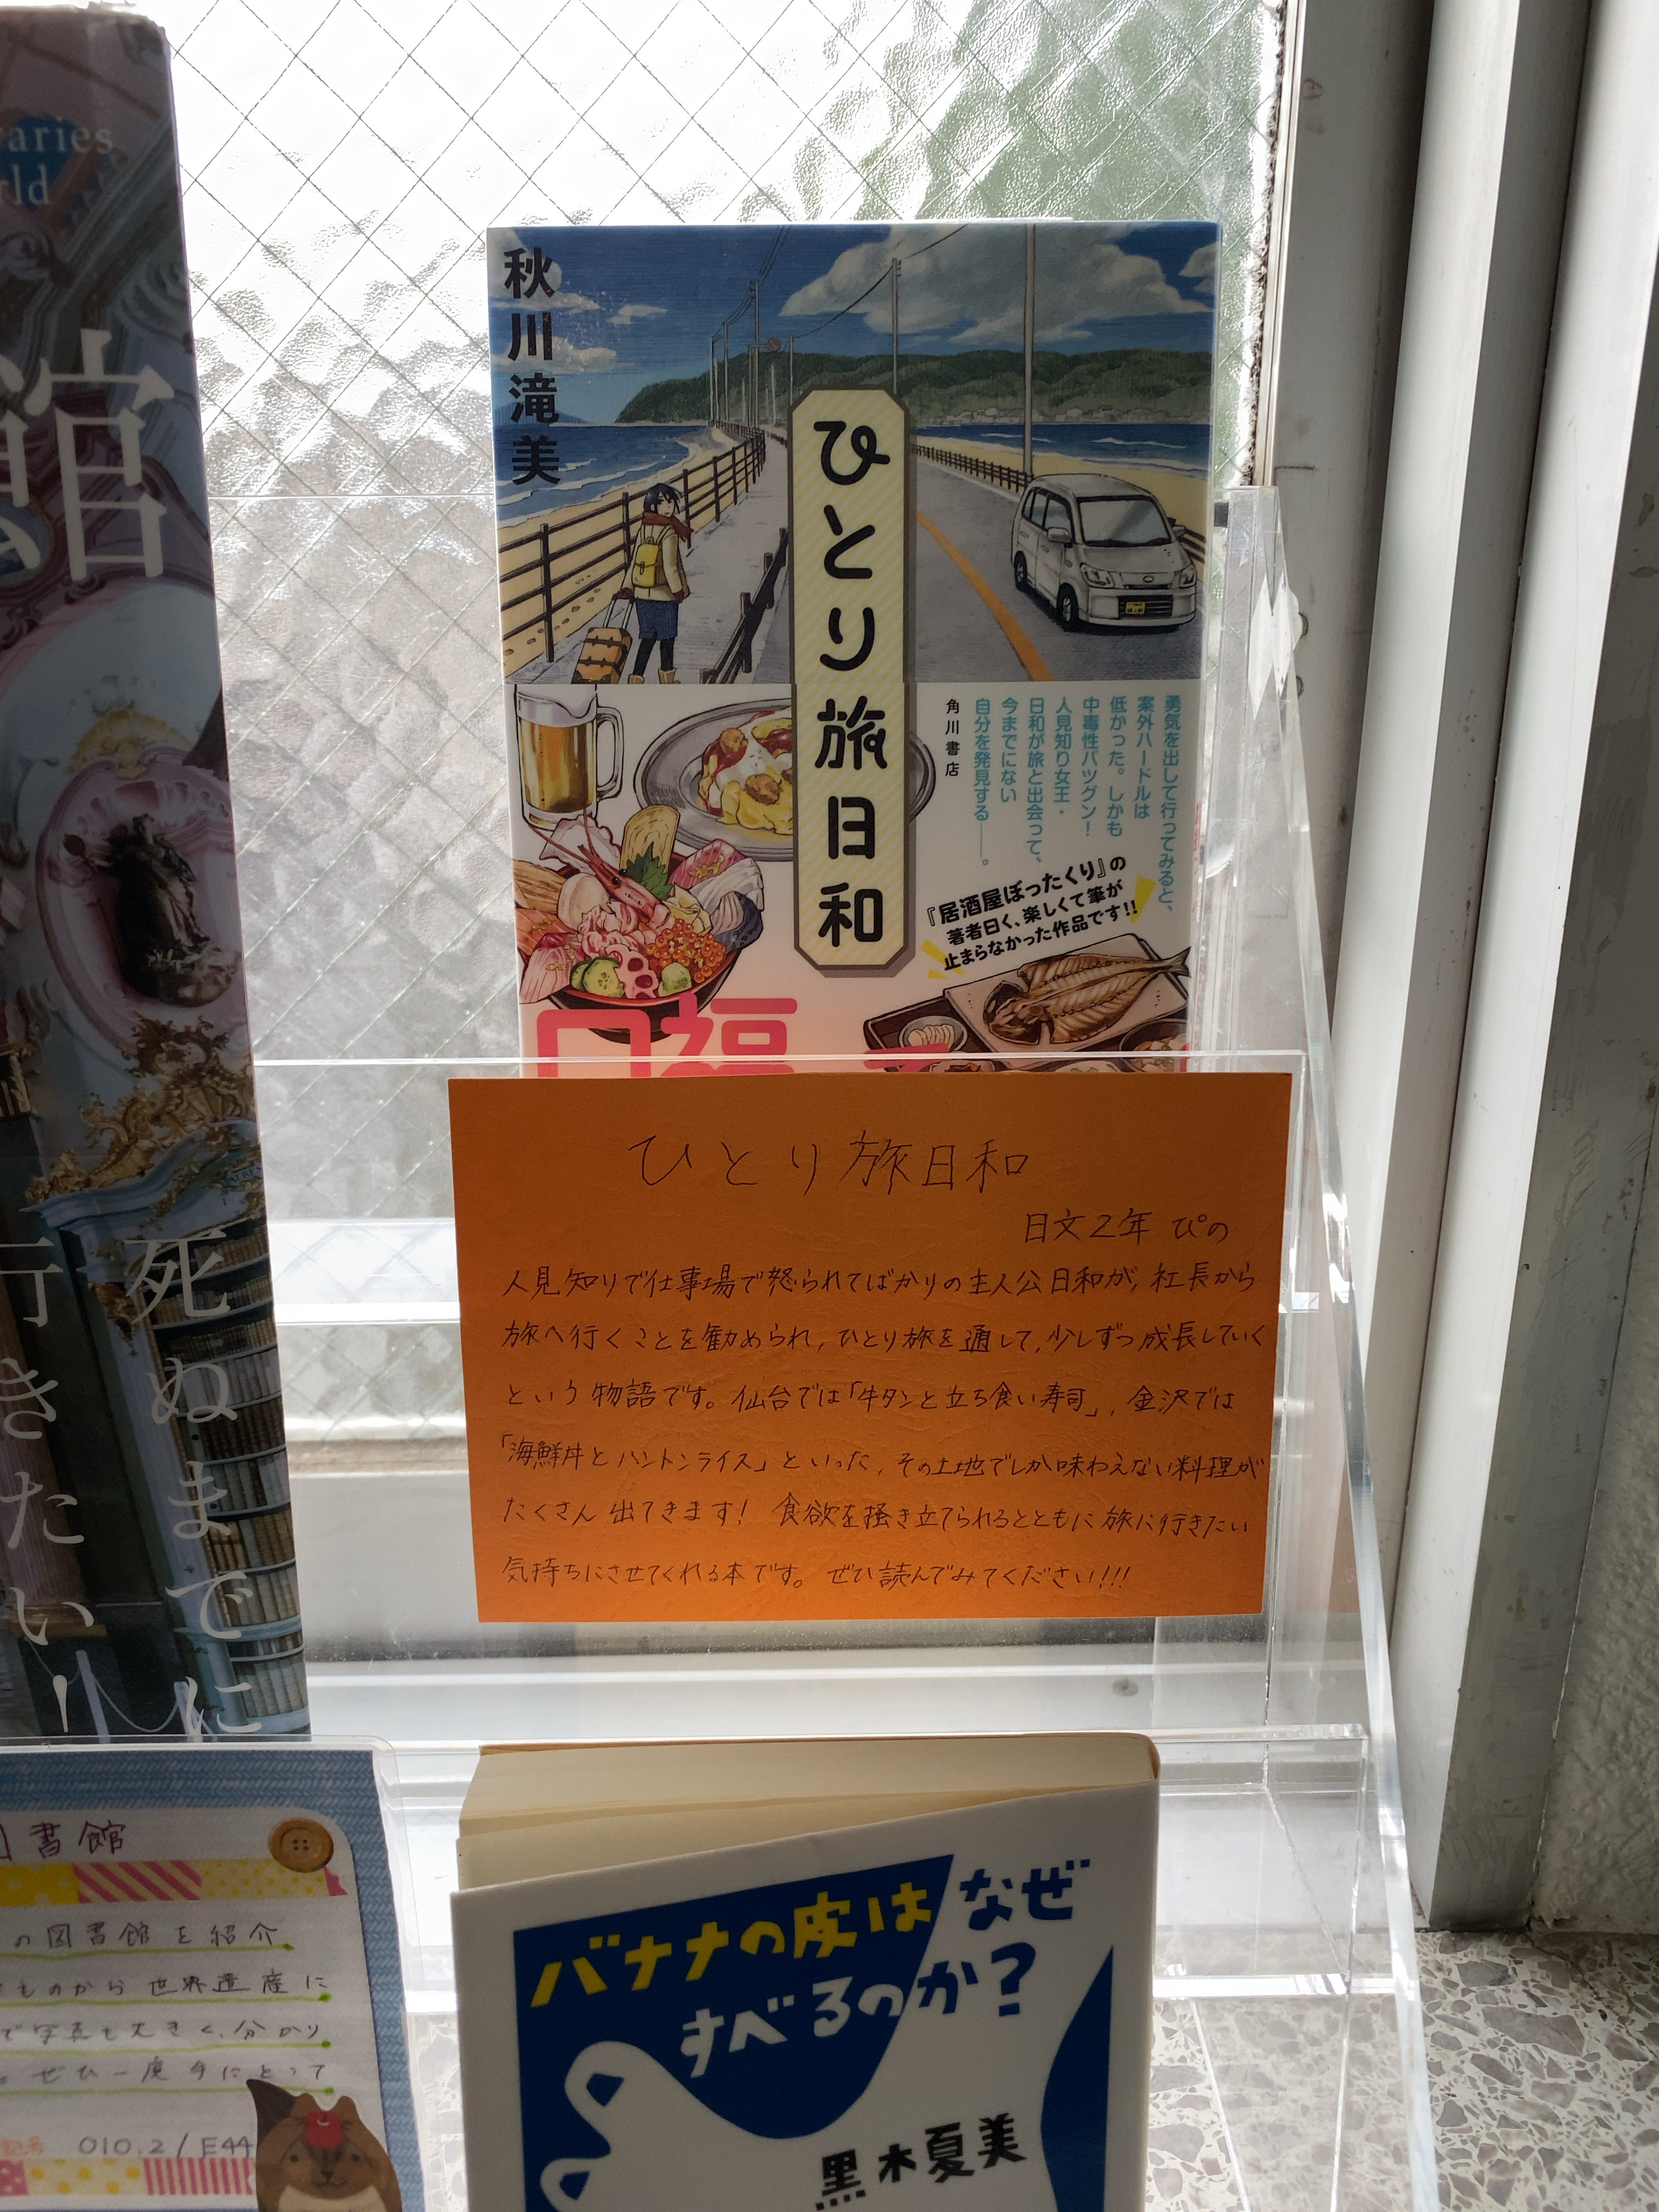 raries
rld
館
死ぬまでに
行きたい！
秋川滝美
ひとり旅日和
角川書店
勇気を出して行ってみると、
案外ハードルは
低かった。しかも
中毒性バツグン！
人見知り女王・
日和が旅と出会って、
今までにない
自分を発見する――。
『居酒屋ぼったくり』の
著者曰く、楽しくて筆が
止まらなかった作品です!!
口福
ひとり旅日和
日文2年 ぴの
人見知りで仕事場で怒られてばかりの主人公日和が、社長から
旅へ行くことを勧められ、ひとり旅を通して、少しずつ成長していく
という物語です。仙台では「牛タンと立ち食い寿司」、金沢では
「海鮮丼とハントンライス」といった、その土地でしか味わえない料理が
たくさん出てきます! 食欲を掻き立てられるとともに旅に行きたい
気持ちにさせてくれる本です。ぜひ読んでみてください!!!
書館
の図書館を紹介
ものから世界遺産に
で写真も大きく、分かり
。ぜひ一度手にとって
010.2/E44
バナナの皮はなぜ
すべるのか?
黒木夏美